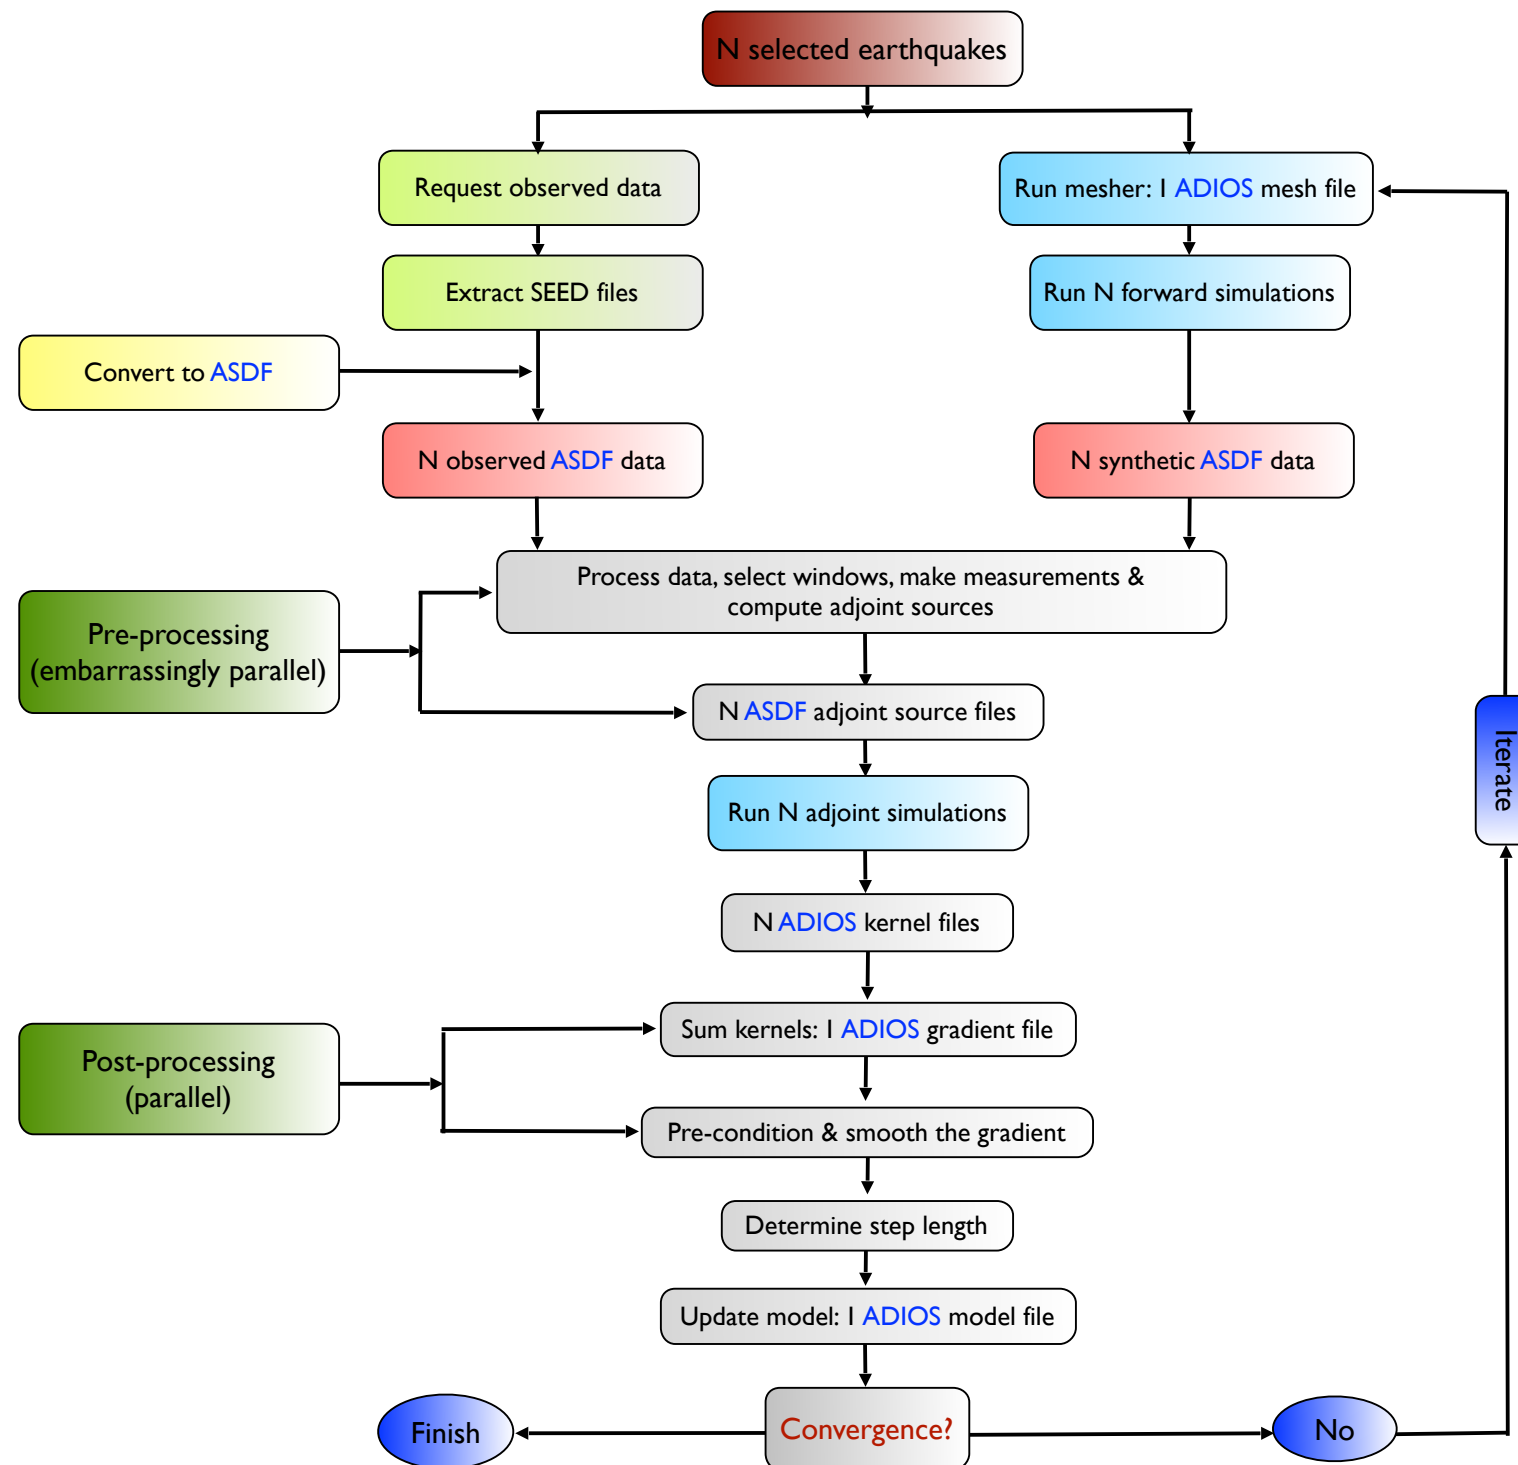 N selected earthquakes
Request observed data
Run mesher: 1 ADIOS mesh file
Extract SEED files
Run N forward simulations
Convert to ASDF
N observed ASDF data
N synthetic ASDF data
Process data, select windows, make measurements &
compute adjoint sources
Pre-processing
(embarrassingly parallel)
N ASDF adjoint source files
Iterate
Run N adjoint simulations
N ADIOS kernel files
Sum kernels: 1 ADIOS gradient file
Post-processing
(parallel)
Pre-condition & smooth the gradient
Determine step length
Update model: 1 ADIOS model file
Finish
Convergence?
No